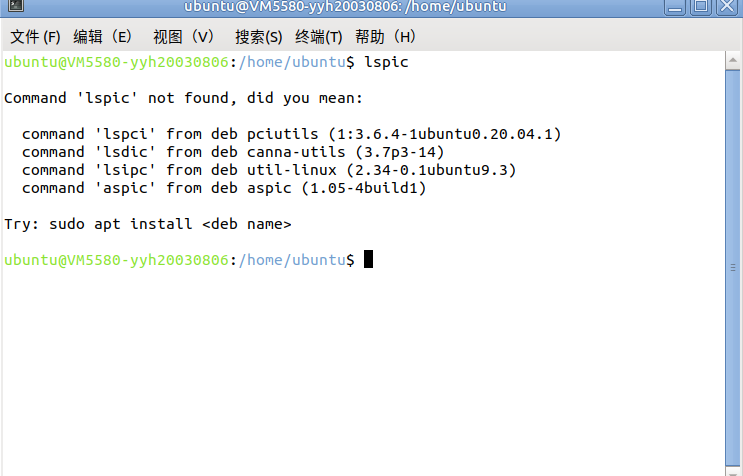 ubuntu@VM5580-yyh20030806: /home/ubuntu
文件(F) 编辑（E） 视图（V） 搜索(S) 终端(T) 帮助（H）
ubuntu@VM5580-yyh20030806:/home/ubuntu$ lspic
Command 'lspic' not found, did you mean:
command 'lspci' from deb pciutils (1:3.6.4-1ubuntu0.20.04.1)
command 'lsdic' from deb canna-utils (3.7p3-14)
command 'lsipc' from deb util-linux (2.34-0.1ubuntu9.3)
command 'aspic' from deb aspic (1.05-4build1)
Try: sudo apt install <deb name>
ubuntu@VM5580-yyh20030806:/home/ubuntu$